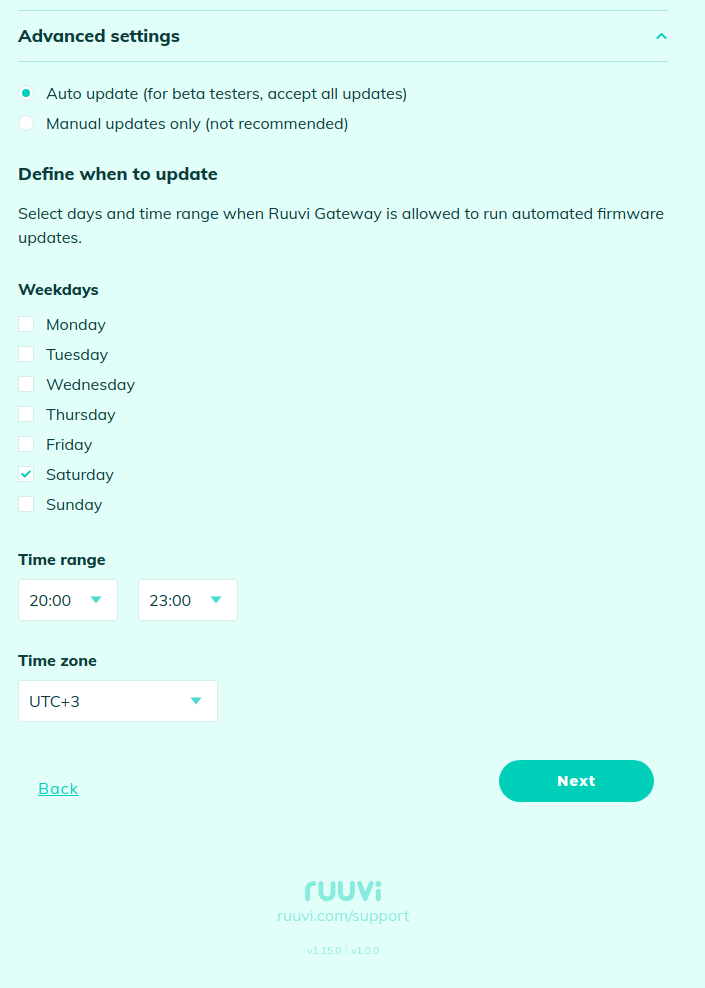 Advanced settings
Auto update (for beta testers, accept all updates)
Manual updates only (not recommended)
Define when to update
Select days and time range when Ruuvi Gateway is allowed to run automated firmware
updates.
Weekdays
Monday
Tuesday
Wednesday
Thursday
Friday
Saturday
Sunday
Time range
20:00 23:00
Time zone
UTC+3
Back
Next
ruuvi
ruuvi.com/support
v1.15.0 | v1.0.0